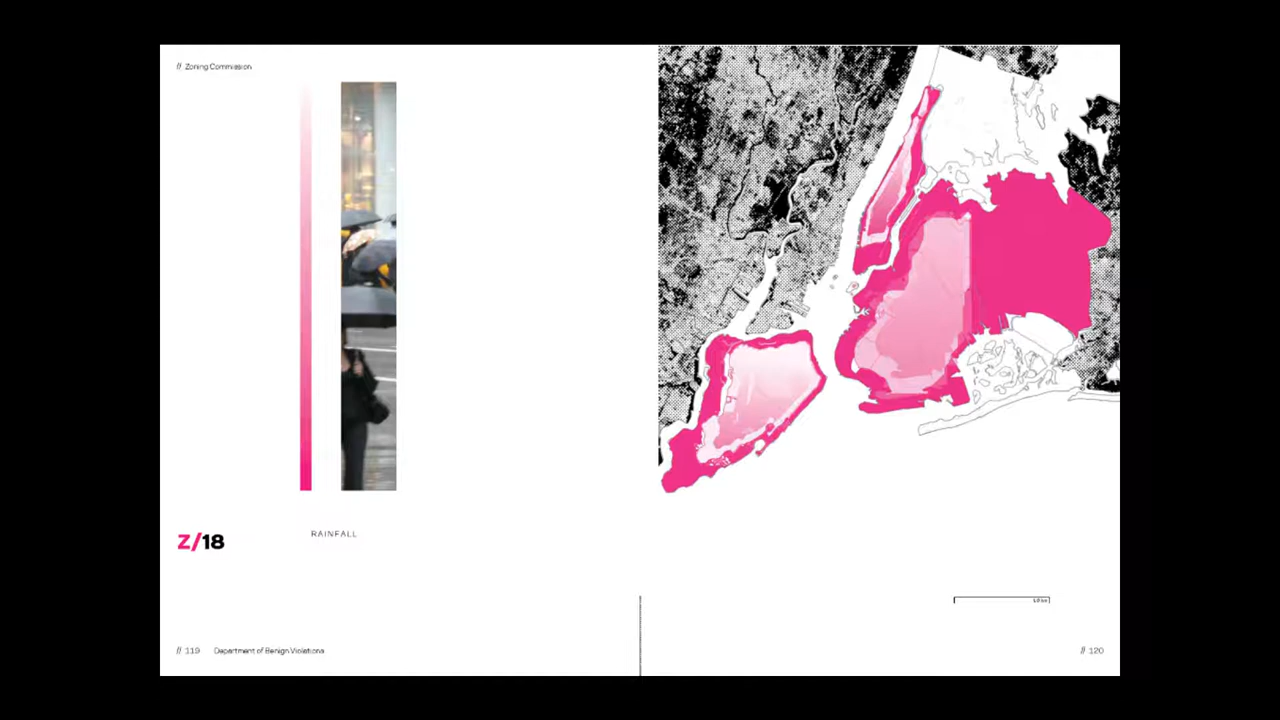 // Zoning Commission
Z/18
RAINFALL
// 119 Department of Benign Violations
// 120